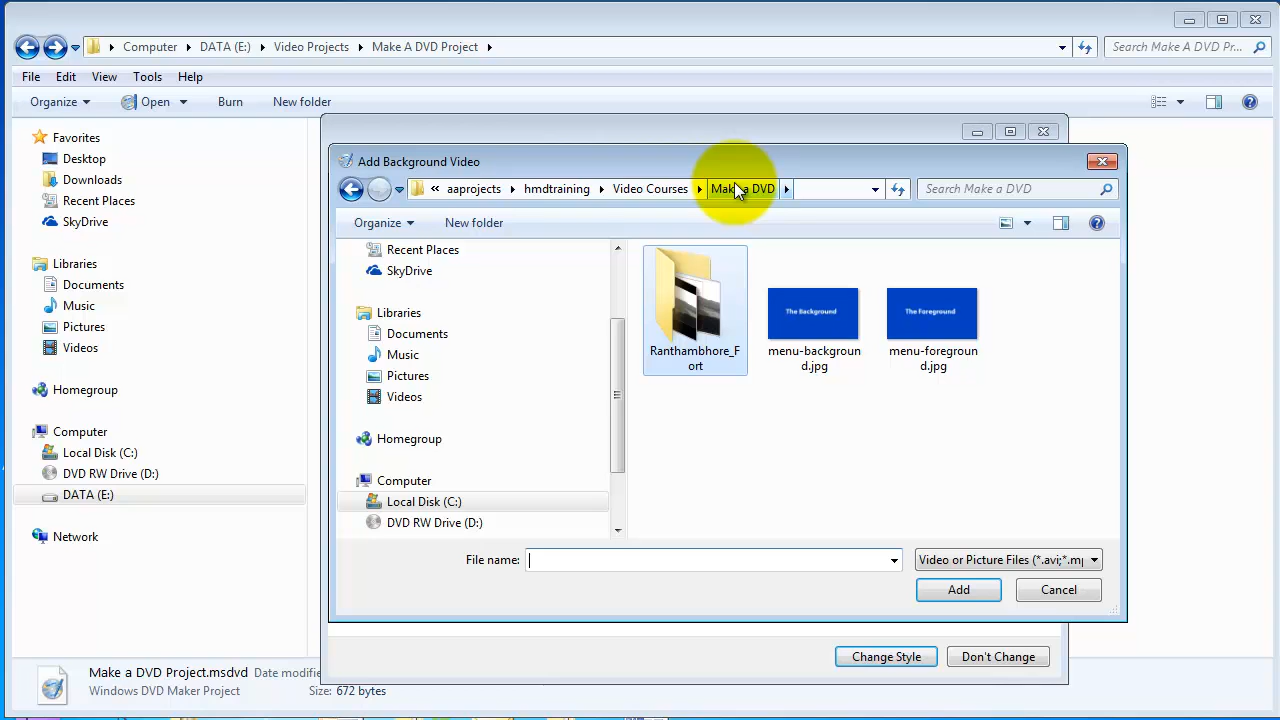 Computer DATA (E:) Video Projects Make A DVD Project Search Make A DVD Pr...
File Edit View Tools Help
Organize Open Burn New folder
Favorites
Desktop
Downloads
Recent Places
SkyDrive
Libraries
Documents
Music
Pictures
Videos
Homegroup
Computer
Local Disk (C:)
DVD RW Drive (D:)
DATA (E:)
Network
Add Background Video
« aaprojects hmdtraining Video Courses Make a DVD Search Make a DVD
Organize New folder
Recent Places
SkyDrive
Libraries
Documents
Music
Pictures
Videos
Homegroup
Computer
Local Disk (C:)
DVD RW Drive (D:)
Ranthambhore_F
ort
The Background
menu-backgroun
d.jpg
The Foreground
menu-foregroun
d.jpg
File name: Video or Picture Files (*.avi;*.mp
Add Cancel
Change Style Don't Change
Make a DVD Project.msdvd Date modifie
Windows DVD Maker Project Size: 672 bytes